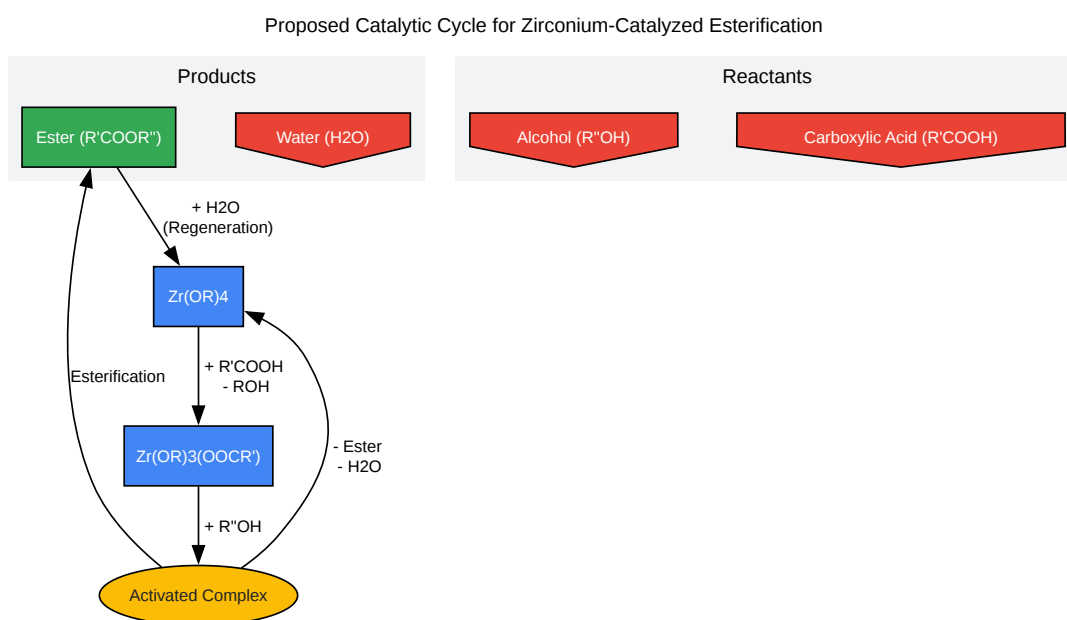 Proposed Catalytic Cycle for Zirconium-Catalyzed Esterification
Products
Reactants
Ester (R'COOR'')
Water (H2O)
Alcohol (R''OH)
Carboxylic Acid (R'COOH)
+ H2O
(Regeneration)
Zr(OR)4
Esterification
+ R'COOH
- ROH
Zr(OR)3(OOCR')
- Ester
- H2O
+ R''OH
Activated Complex